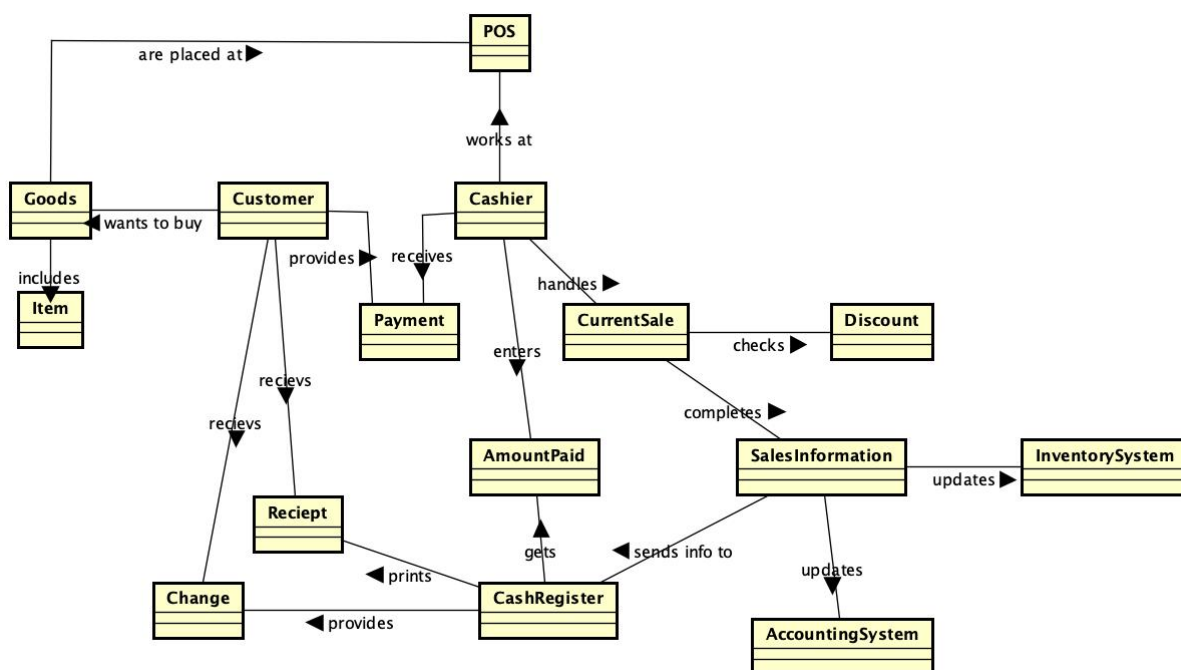 POS
are placed at
works at
Goods
Customer
Cashier
wants to buy
provides
receives
handles
includes
Item
Payment
CurrentSale
Discount
checks
enters
recievs
completes
recievs
AmountPaid
SalesInformation
InventorySystem
updates
Reciept
gets
sends info to
prints
updates
Change
CashRegister
provides
AccountingSystem